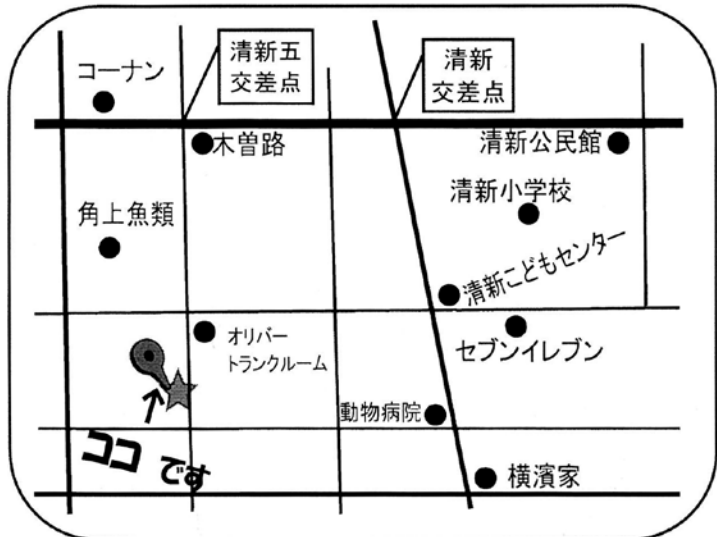 コーナン
清新五
交差点
清新
交差点
木曽路
清新公民館
清新小学校
角上魚類
清新こどもセンター
オリバー
トランクルーム
セブンイレブン
動物病院
ココです
横濱家